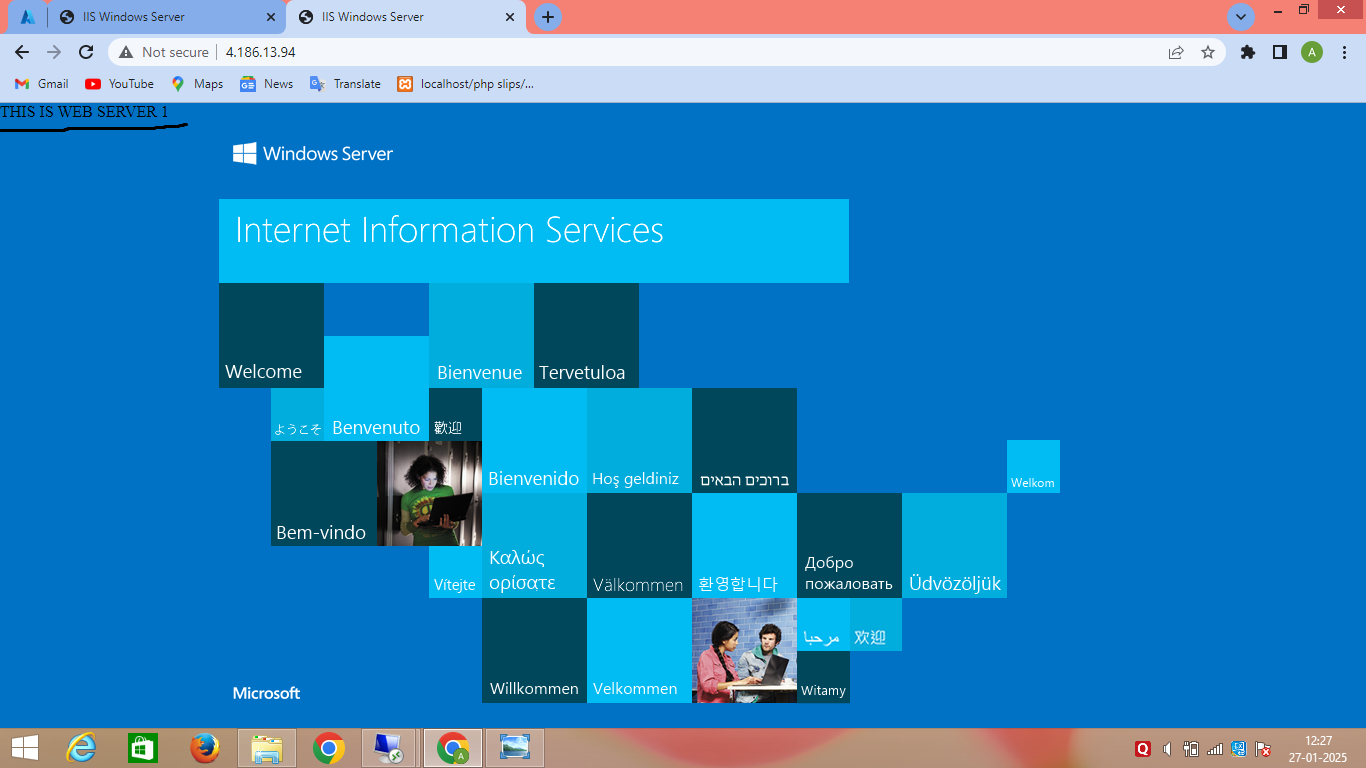 IIS Windows Server
IIS Windows Server
Not secure
4.186.13.94
A
Gmail
YouTube
Maps
News
Translate
localhost/php slips/...
THIS IS WEB SERVER 1
Windows Server
Internet Information Services
Welcome
Bienvenue
Tervetuloa
ようこそ
Benvenuto
歡迎
Bienvenido
Hoş geldiniz
ברוכים הבאים
Welkom
Bem-vindo
Vítejte
Καλώς
ορίσατε
Välkommen
환영합니다
Добро
пожаловать
Üdvözöljük
Willkommen
Velkommen
مرحبا
欢迎
Witamy
Microsoft
12:27
27-01-2025